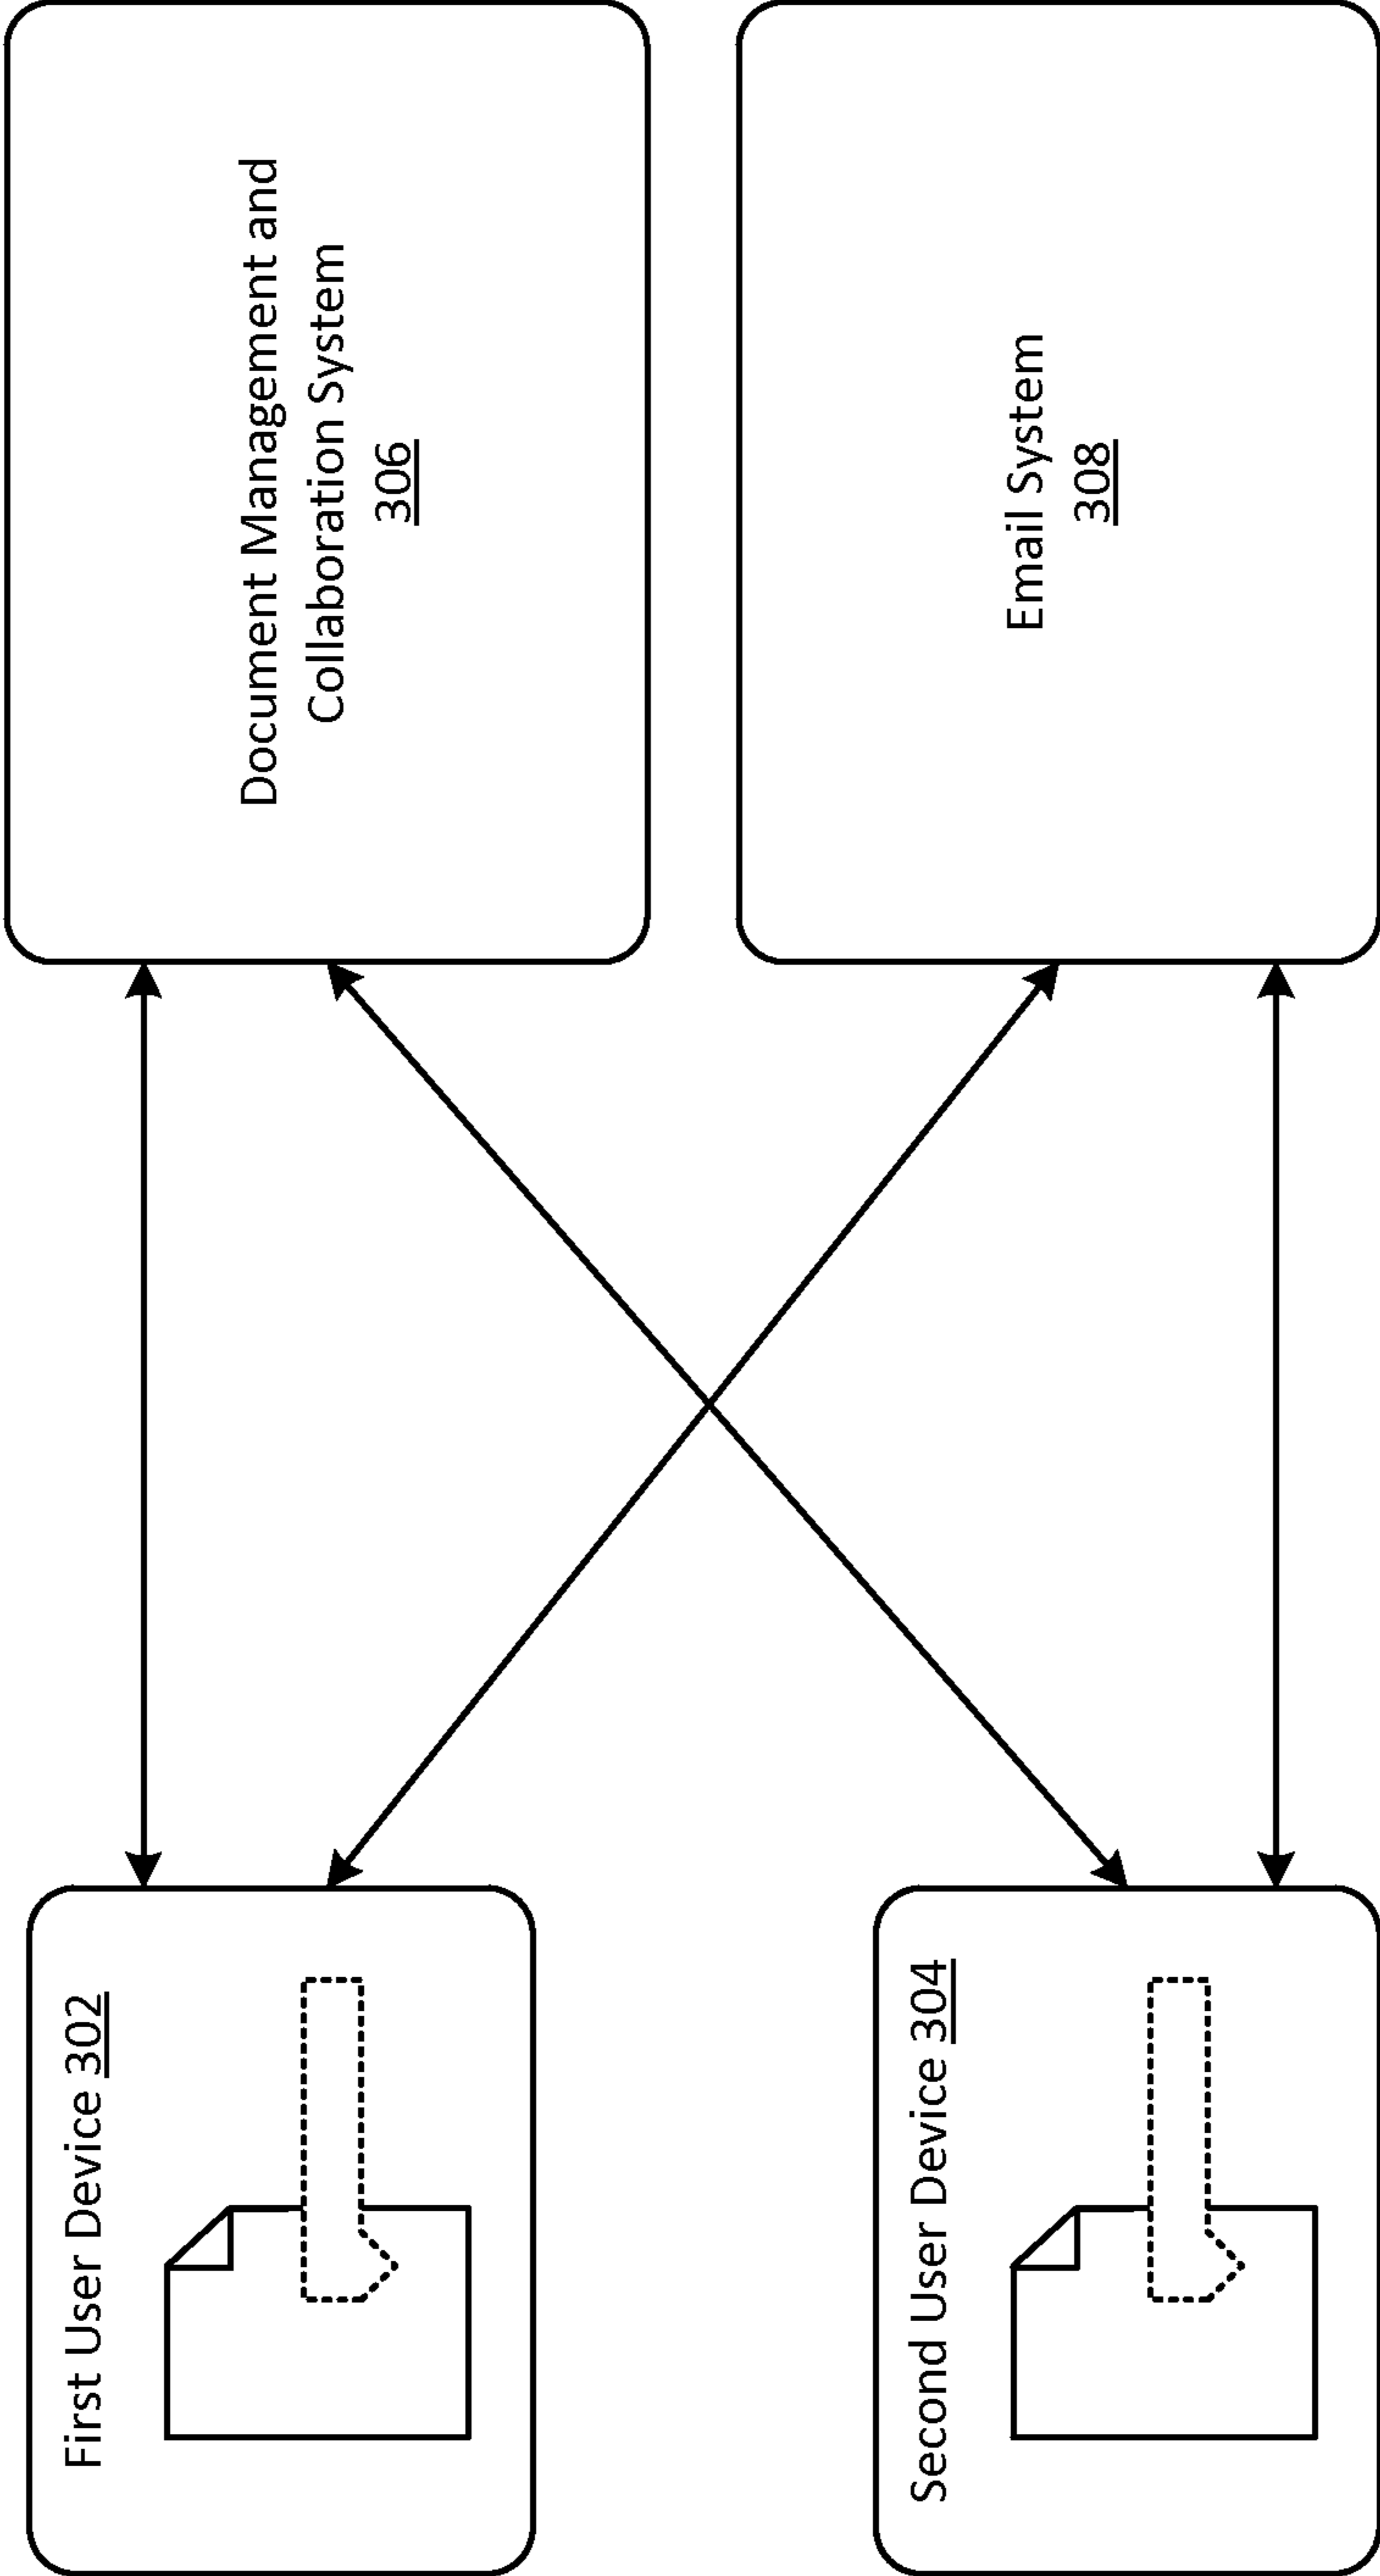 First User Device 302
Document Management and
Collaboration System
306
Second User Device 304
Email System
308